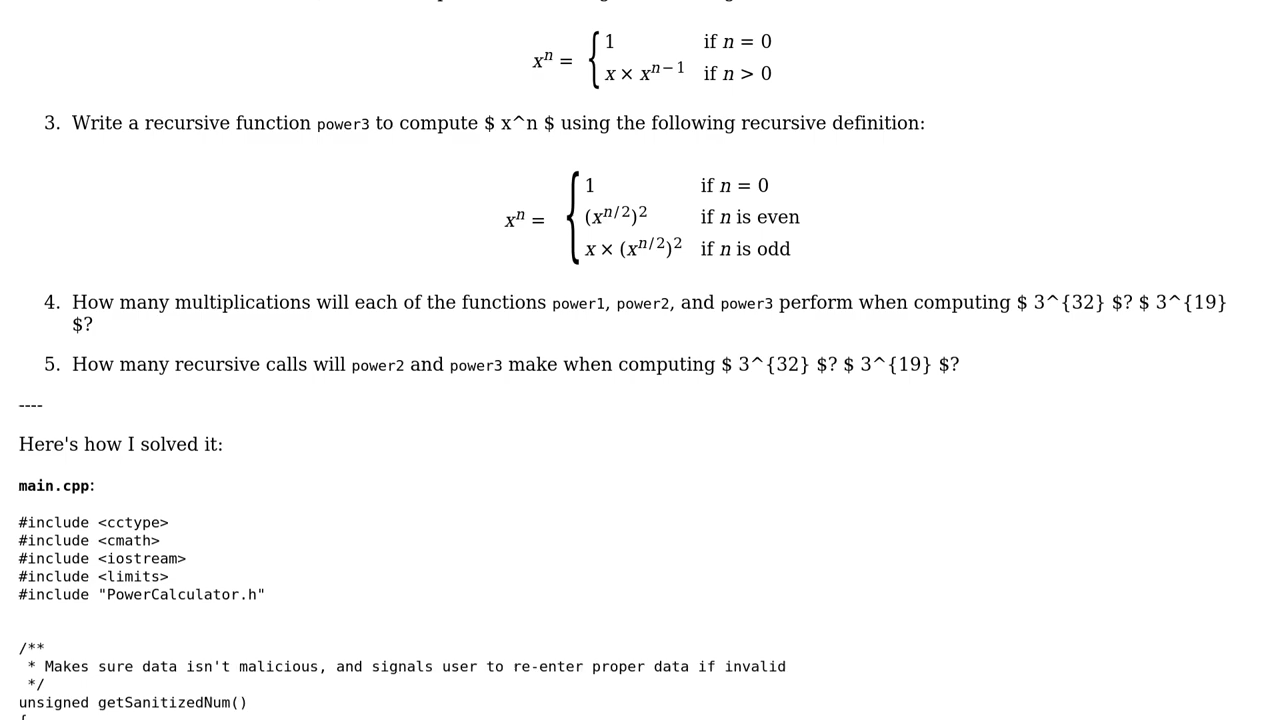 xⁿ = { 1 if n = 0
x × xⁿ⁻¹ if n > 0
3. Write a recursive function power3 to compute $ x^n $ using the following recursive definition:
xⁿ = { 1 if n = 0
(x^{n/2})² if n is even
x × (x^{n/2})² if n is odd
4. How many multiplications will each of the functions power1, power2, and power3 perform when computing $ 3^{32} $? $ 3^{19}
$?
5. How many recursive calls will power2 and power3 make when computing $ 3^{32} $? $ 3^{19} $?
----
Here's how I solved it:
main.cpp:
#include <cctype>
#include <cmath>
#include <iostream>
#include <limits>
#include "PowerCalculator.h"
/**
 * Makes sure data isn't malicious, and signals user to re-enter proper data if invalid
 */
unsigned getSanitizedNum()
{